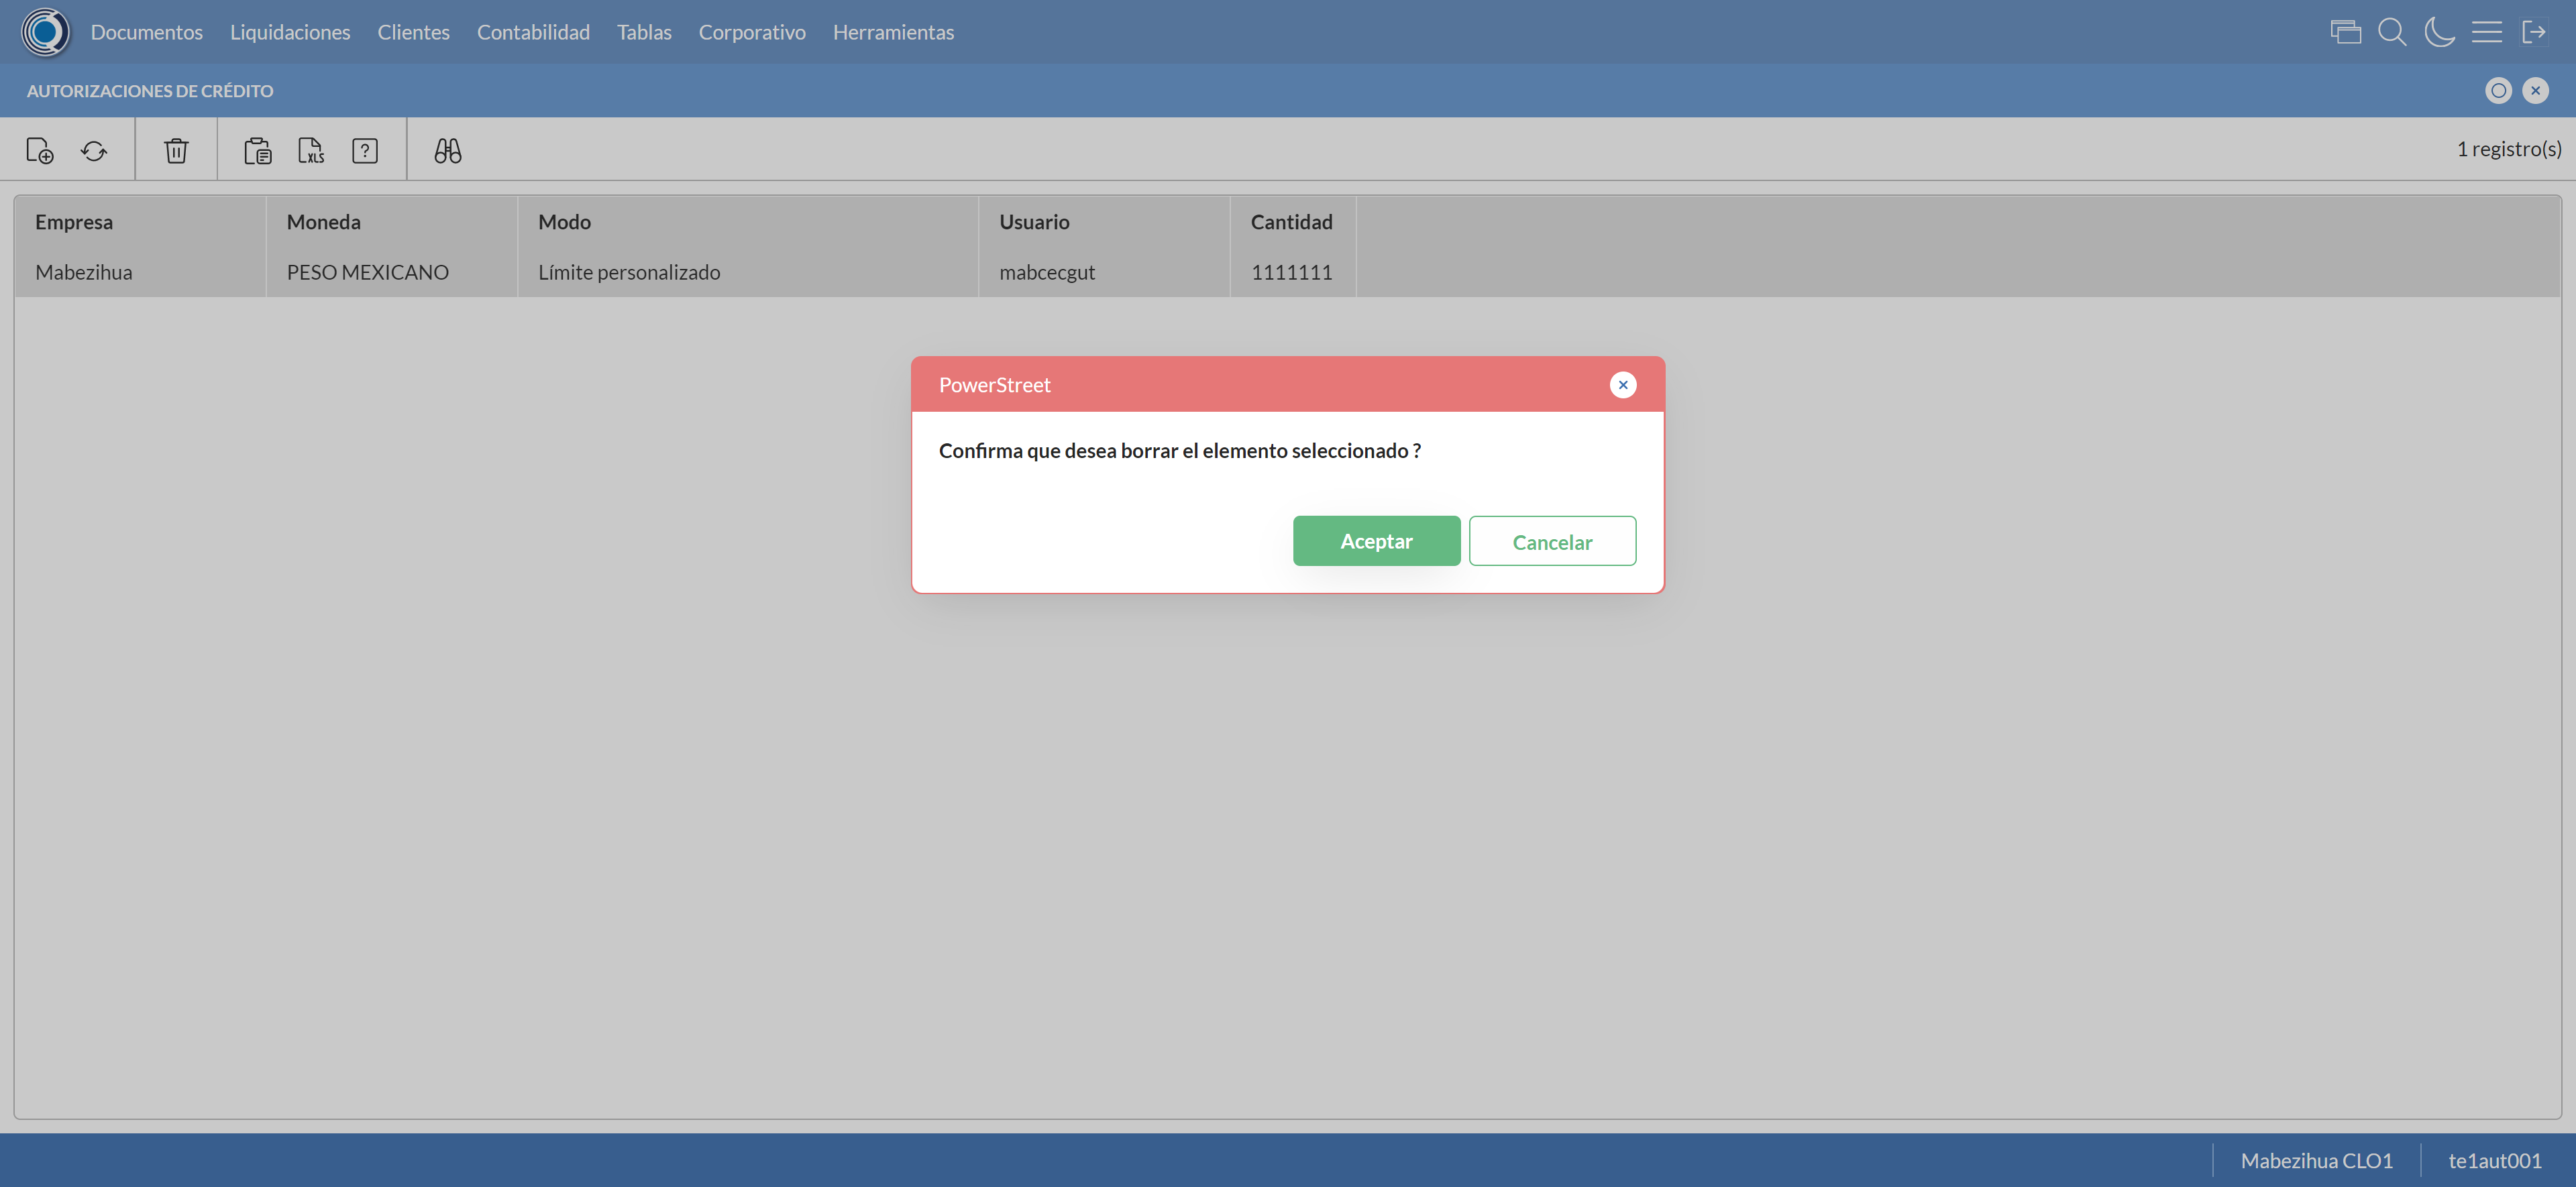 Documentos Liquidaciones Clientes Contabilidad Tablas Corporativo Herramientas
AUTORIZACIONES DE CRÉDITO
XLS ? 1 registro(s)
Empresa Moneda Modo Usuario Cantidad
Mabezihua PESO MEXICANO Límite personalizado mabcecgut 1111111
PowerStreet
Confirma que desea borrar el elemento seleccionado ?
Aceptar Cancelar
Mabezihua CLO1 te1aut001